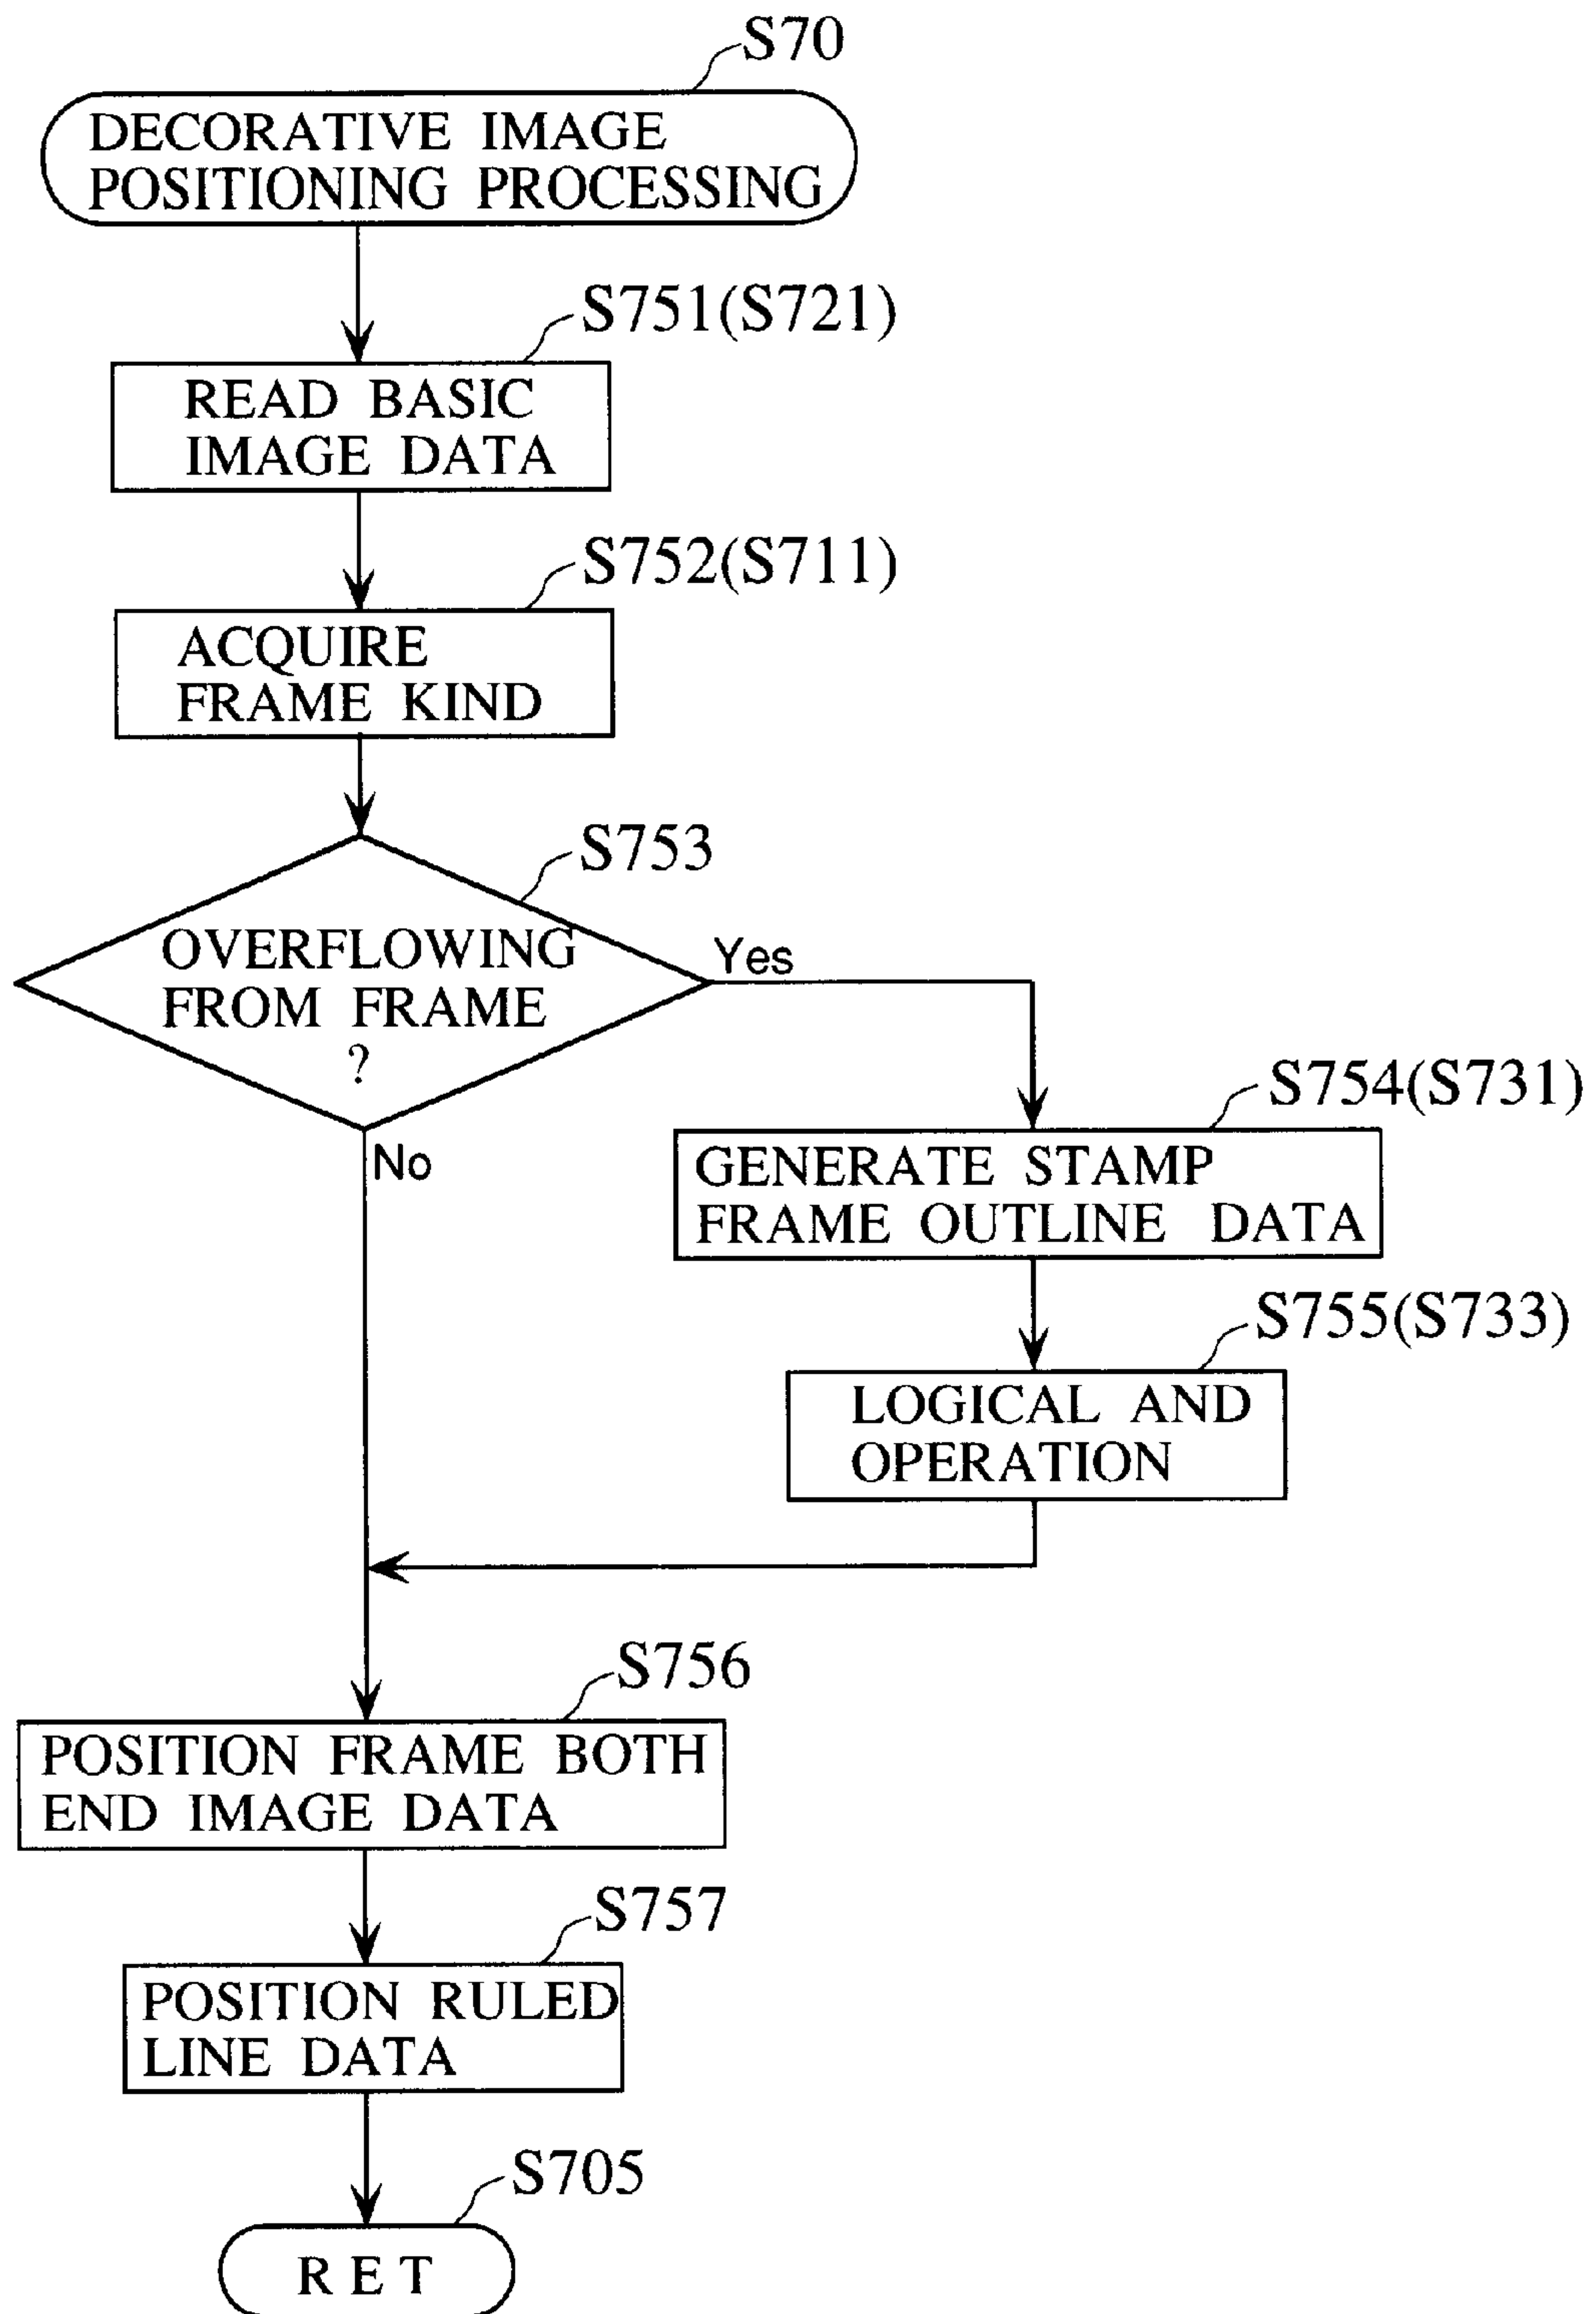 S70
DECORATIVE IMAGE
POSITIONING PROCESSING
S751(S721)
READ BASIC
IMAGE DATA
S752(S711)
ACQUIRE
FRAME KIND
S753
OVERFLOWING
FROM FRAME
?
Yes
No
S754(S731)
GENERATE STAMP
FRAME OUTLINE DATA
S755(S733)
LOGICAL AND
OPERATION
S756
POSITION FRAME BOTH
END IMAGE DATA
S757
POSITION RULED
LINE DATA
S705
RET